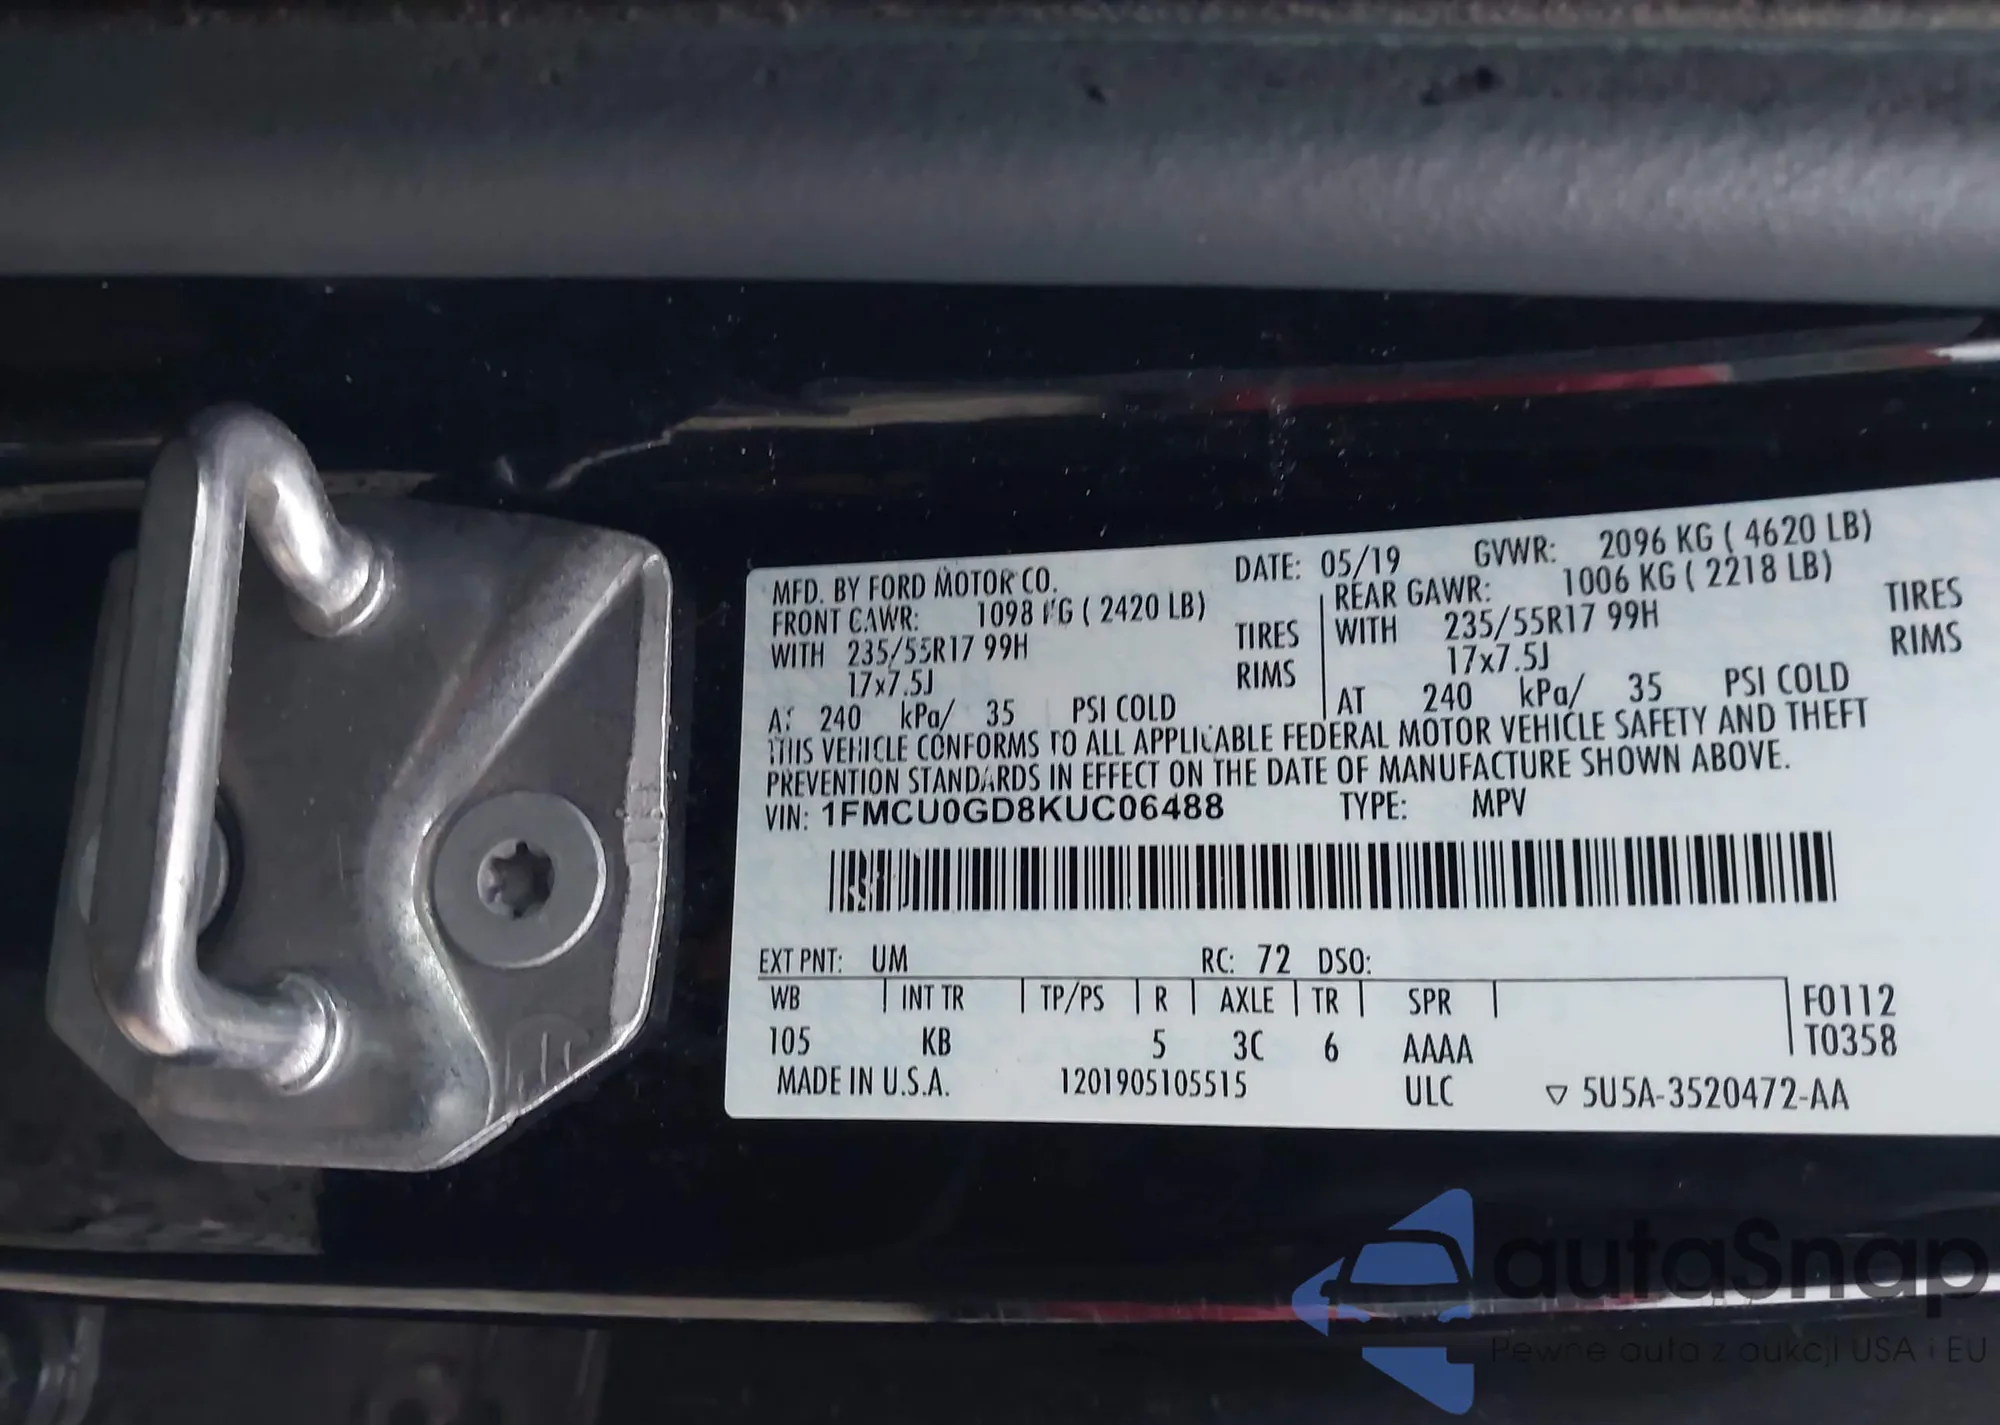 MFD. BY FORD MOTOR CO. DATE: 05/19 GVWR: 2096 KG ( 4620 LB)
FRONT GAWR: 1098 KG ( 2420 LB) REAR GAWR: 1006 KG ( 2218 LB)
WITH 235/55R17 99H TIRES WITH 235/55R17 99H TIRES
17x7.5J RIMS 17x7.5J RIMS
AT 240 kPa/ 35 PSI COLD AT 240 kPa/ 35 PSI COLD
THIS VEHICLE CONFORMS TO ALL APPLICABLE FEDERAL MOTOR VEHICLE SAFETY AND THEFT
PREVENTION STANDARDS IN EFFECT ON THE DATE OF MANUFACTURE SHOWN ABOVE.
VIN: 1FMCU0GD8KUC06488 TYPE: MPV
EXT PNT: UM RC: 72 DSO:
WB INT TR TP/PS R AXLE TR SPR F0112
105 KB 5 3C 6 AAAA T0358
MADE IN U.S.A. 1201905105515 ULC ▽ 5U5A-3520472-AA
autaSnap
Pewne auta z aukcji USA i EU